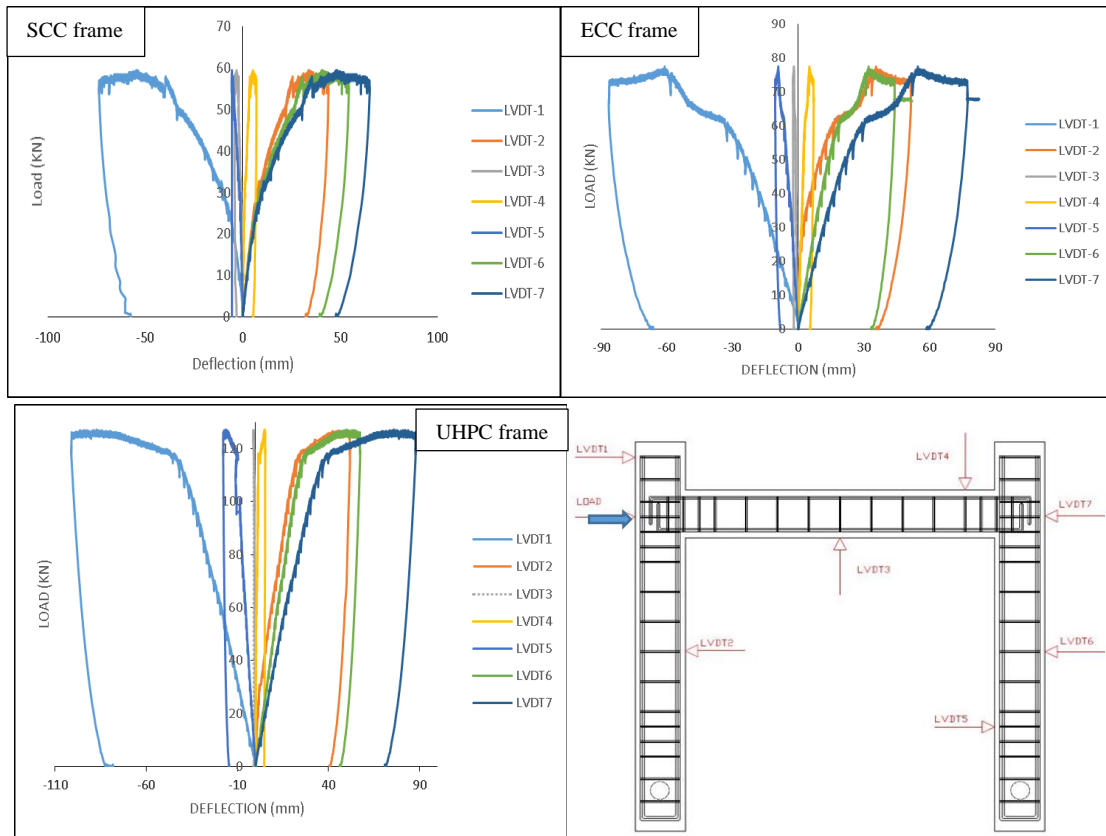 SCC frame
Load (KN)
70
60
50
40
30
20
10
0
-100
-50
0
50
100
Deflection (mm)
LVDT-1
LVDT-2
LVDT-3
LVDT-4
LVDT-5
LVDT-6
LVDT-7
ECC frame
LOAD (KN)
90
80
70
60
50
40
30
20
10
0
-90
-60
-30
0
30
60
90
DEFLECTION (mm)
LVDT-1
LVDT-2
LVDT-3
LVDT-4
LVDT-5
LVDT-6
LVDT-7
UHPC frame
LOAD (KN)
120
100
80
60
40
20
0
-110
-60
-10
40
90
DEFLECTION (mm)
LVDT1
LVDT2
LVDT3
LVDT4
LVDT5
LVDT6
LVDT7
LVDT1
LVDT4
LOAD
LVDT7
LVDT3
LVDT2
LVDT6
LVDT5